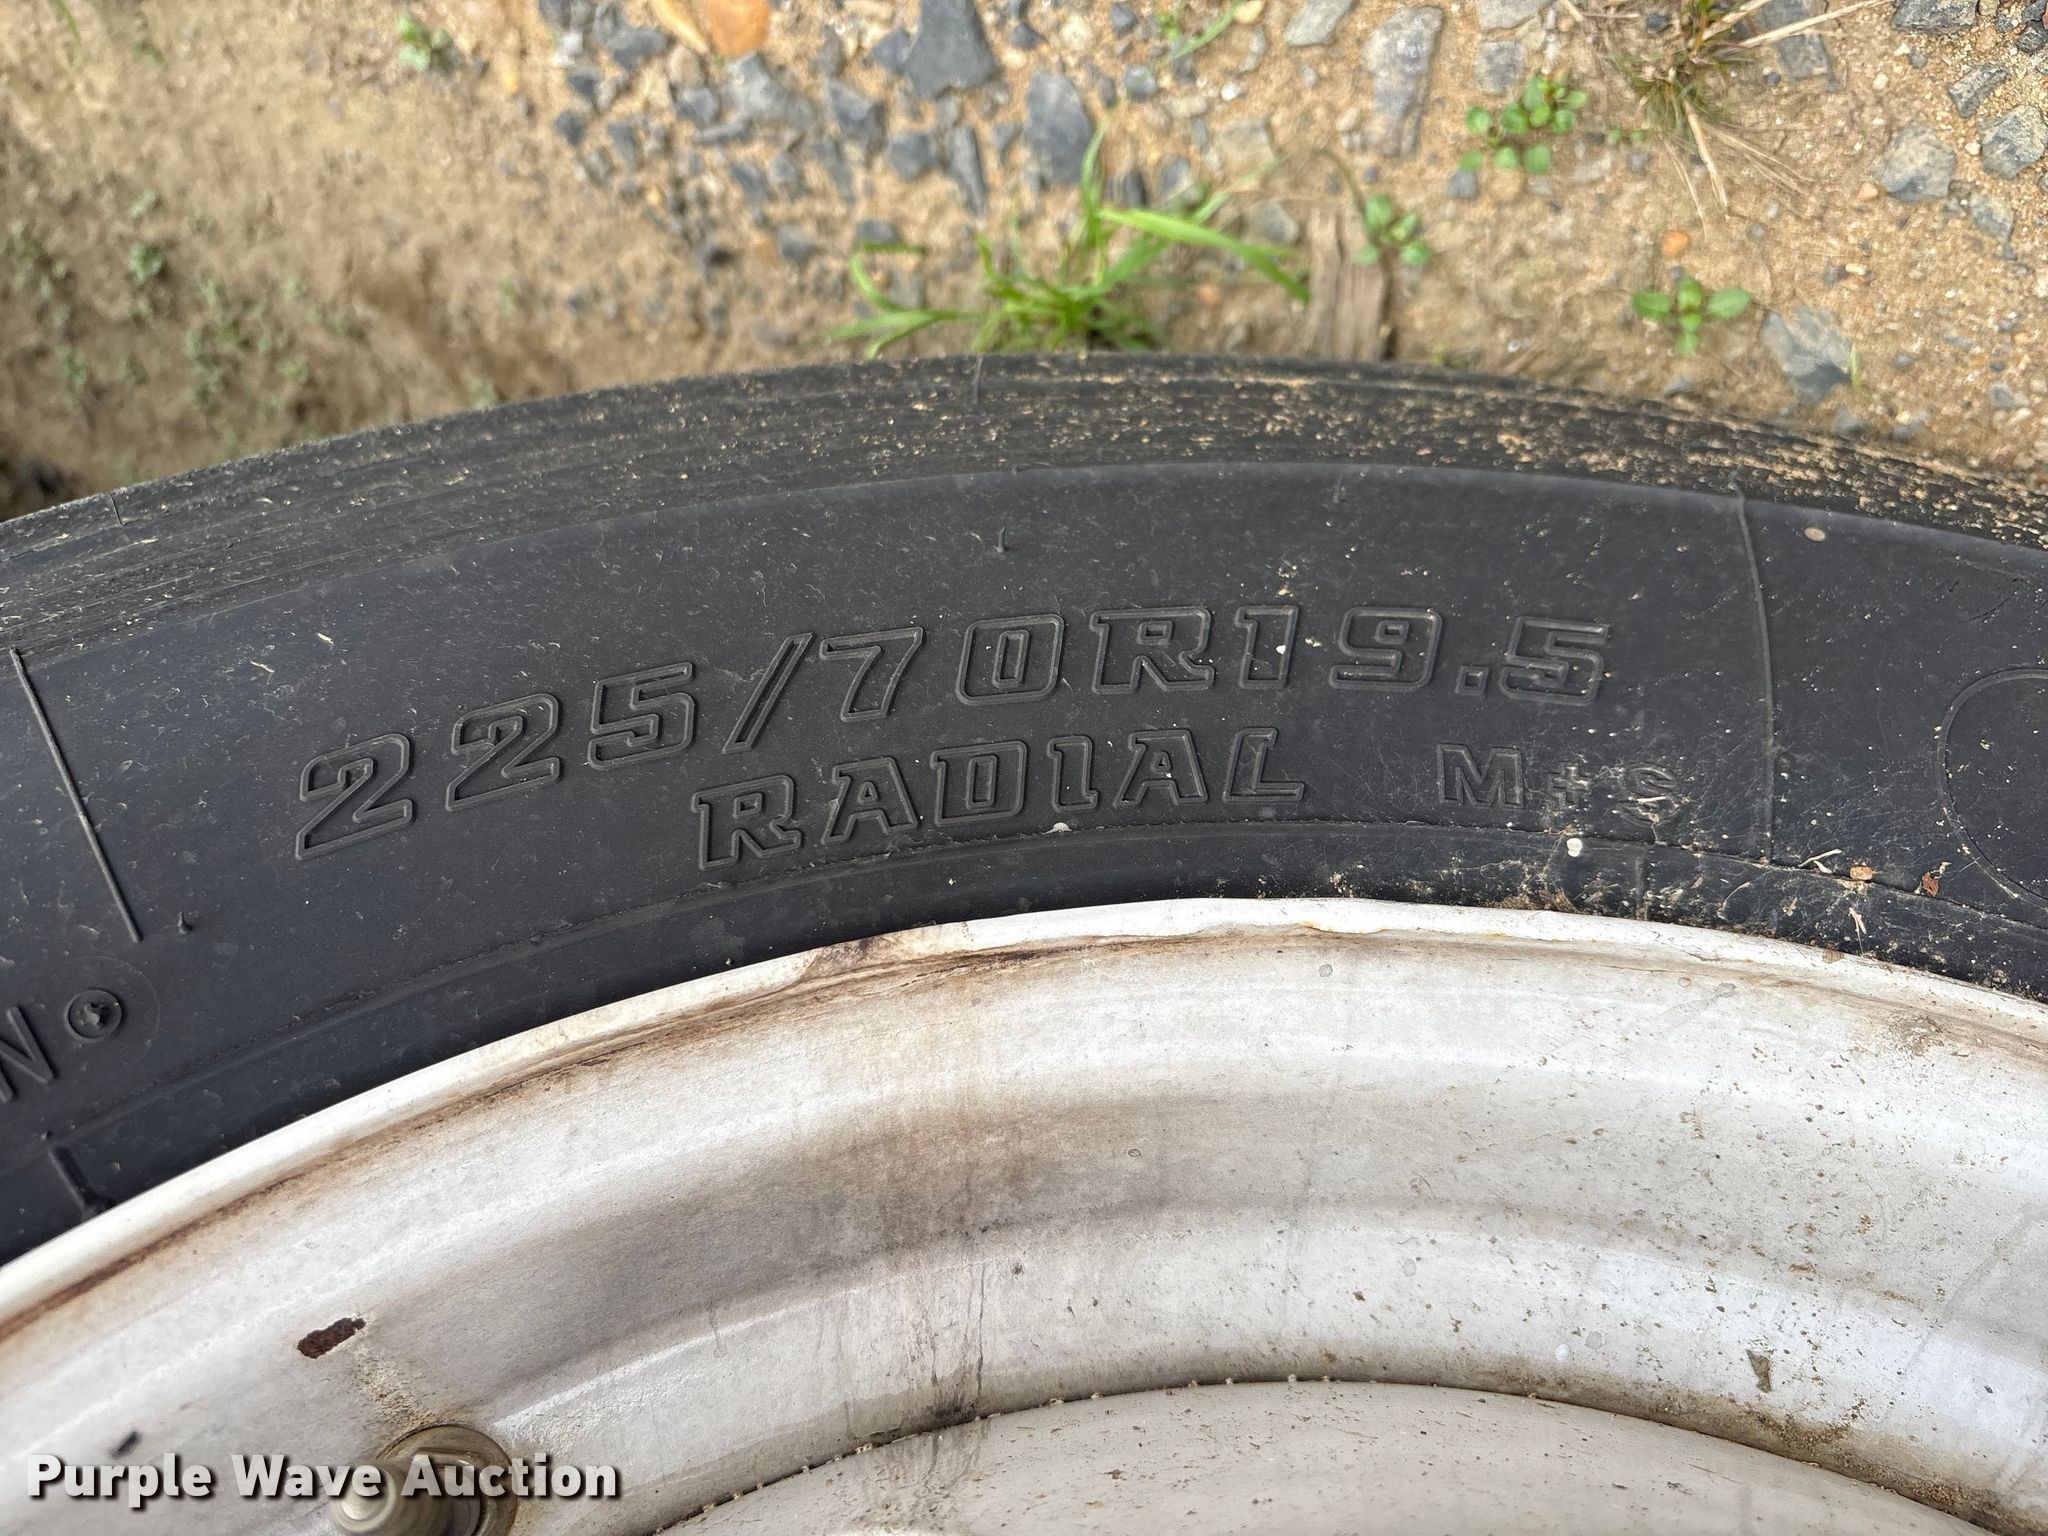 225/70R19.5
RADIAL M+S
Purple Wave Auction